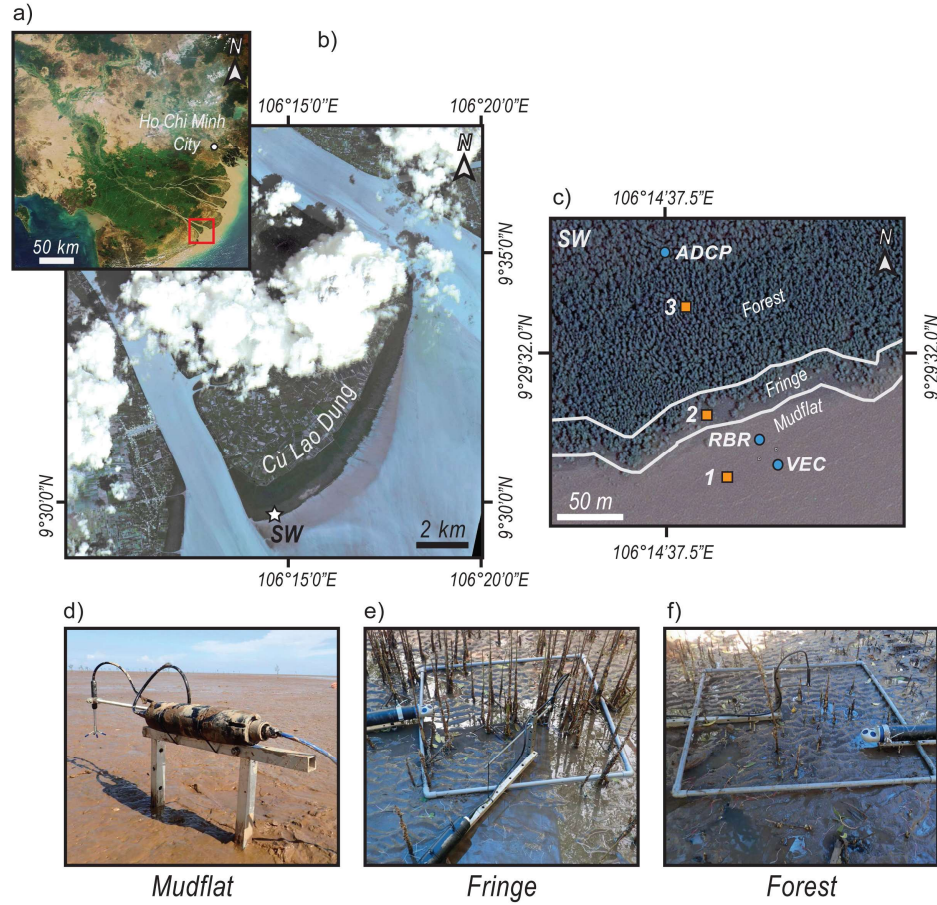 a)
N
Ho Chi Minh
City
50 km
b)
106°15’0”E
106°20’0”E
N
9°35’0”N
9°30’0”N
Cù Lao Dung
SW
2 km
106°15’0”E
106°20’0”E
c)
106°14’37.5”E
SW
N
ADCP
3
Forest
9°29’32.0”N
9°29’32.0”N
Fringe
2
Mudflat
RBR
VEC
1
50 m
106°14’37.5”E
d)
e)
f)
Mudflat
Fringe
Forest